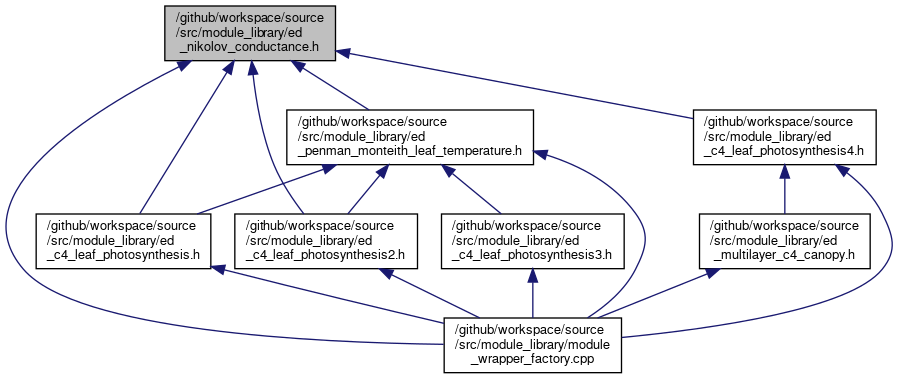 /github/workspace/source
/src/module_library/ed
_nikolov_conductance.h
/github/workspace/source
/src/module_library/ed
_penman_monteith_leaf_temperature.h
/github/workspace/source
/src/module_library/ed
_c4_leaf_photosynthesis4.h
/github/workspace/source
/src/module_library/ed
_c4_leaf_photosynthesis.h
/github/workspace/source
/src/module_library/ed
_c4_leaf_photosynthesis2.h
/github/workspace/source
/src/module_library/ed
_c4_leaf_photosynthesis3.h
/github/workspace/source
/src/module_library/ed
_multilayer_c4_canopy.h
/github/workspace/source
/src/module_library/module
_wrapper_factory.cpp